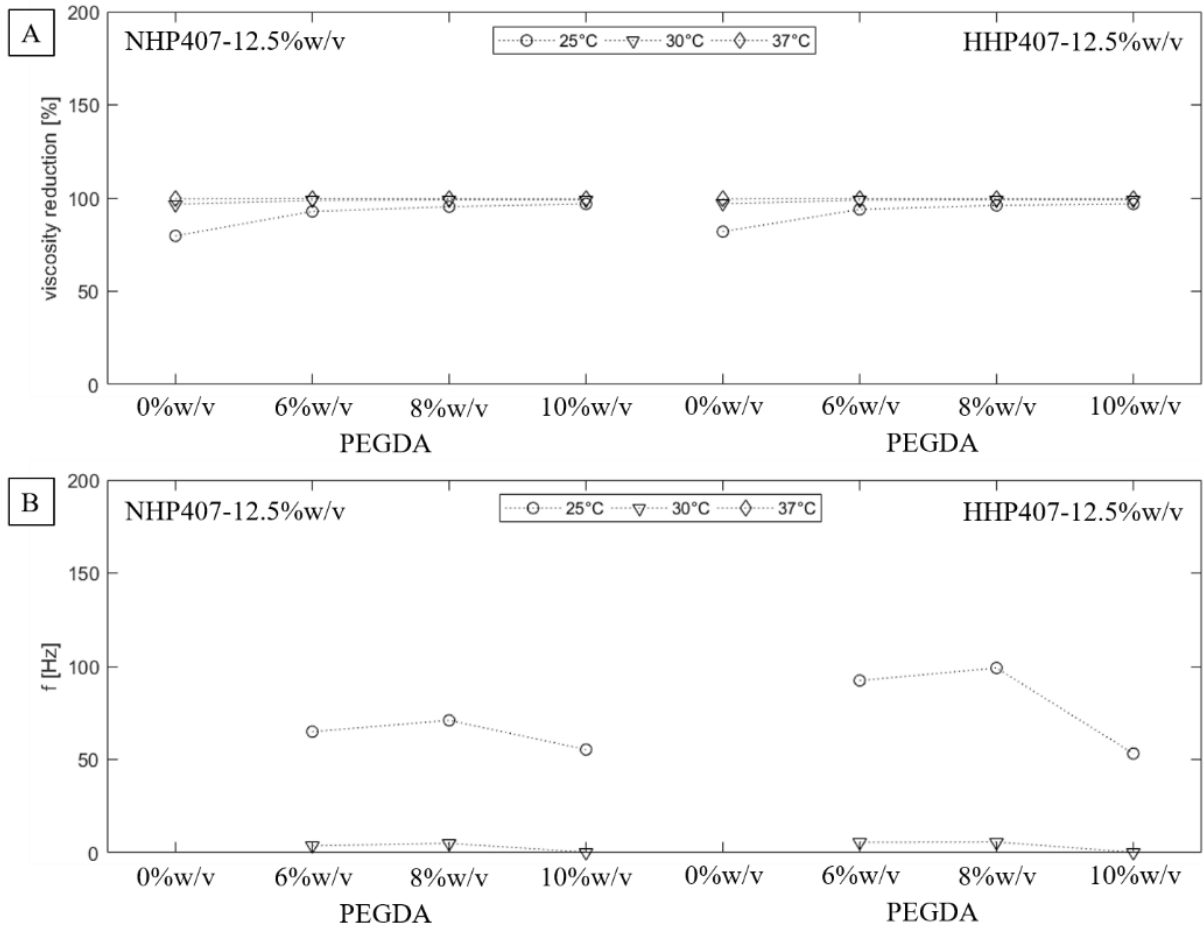 A
NHP407-12.5%w/v
25°C 30°C 37°C
HHP407-12.5%w/v
200
150
100
50
0
viscosity reduction [%]
0%w/v 6%w/v 8%w/v 10%w/v 0%w/v 6%w/v 8%w/v 10%w/v
PEGDA PEGDA
B
NHP407-12.5%w/v
25°C 30°C 37°C
HHP407-12.5%w/v
200
150
100
50
0
f [Hz]
0%w/v 6%w/v 8%w/v 10%w/v 0%w/v 6%w/v 8%w/v 10%w/v
PEGDA PEGDA